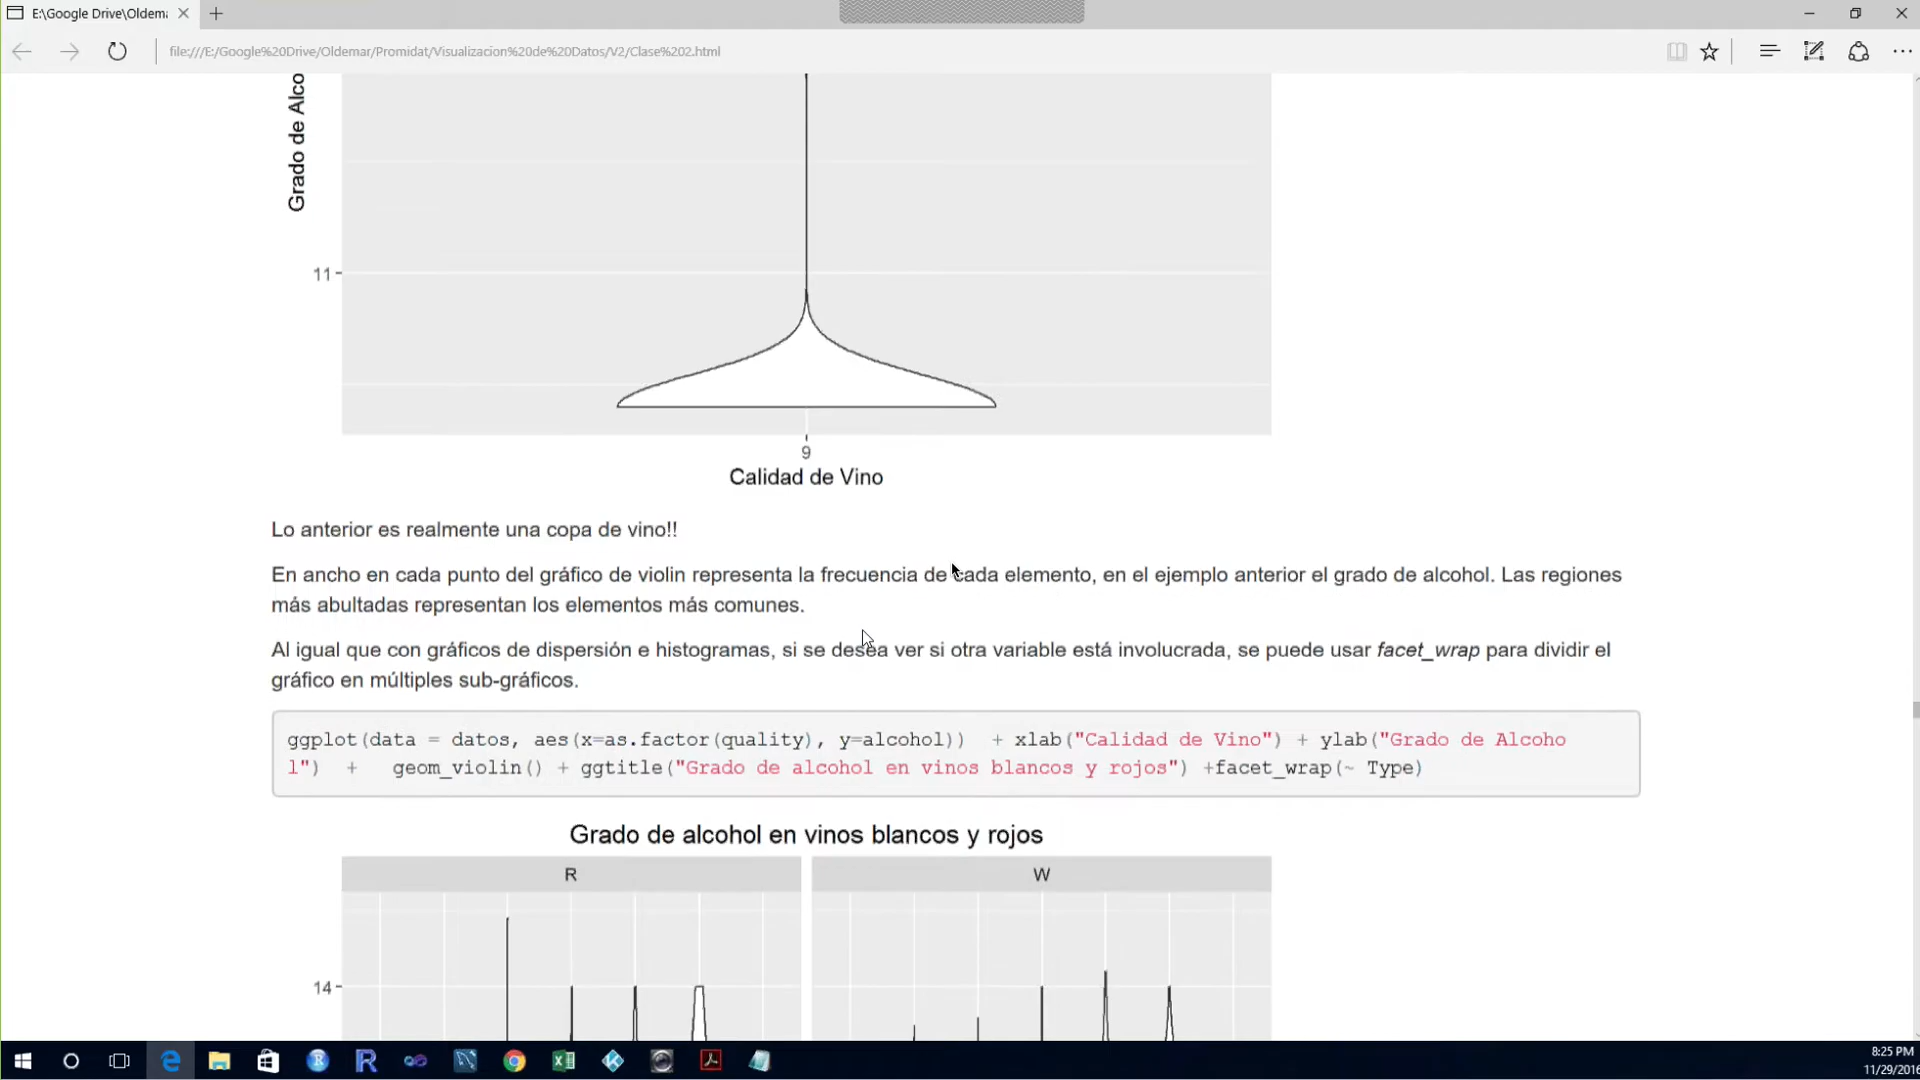 E:\Google Drive\Oldema
file:///E:/Google%20Drive/Oldemar/Promidat/Visualizacion%20de%20Datos/V2/Clase%202.html
Grado de Alco
11
9
Calidad de Vino
Lo anterior es realmente una copa de vino!!
En ancho en cada punto del gráfico de violin representa la frecuencia de cada elemento, en el ejemplo anterior el grado de alcohol. Las regiones
más abultadas representan los elementos más comunes.
Al igual que con gráficos de dispersión e histogramas, si se desea ver si otra variable está involucrada, se puede usar facet_wrap para dividir el
gráfico en múltiples sub-gráficos.
ggplot(data = datos, aes(x=as.factor(quality), y=alcohol))  + xlab("Calidad de Vino") + ylab("Grado de Alcoho
l")  +   geom_violin() + ggtitle("Grado de alcohol en vinos blancos y rojos") +facet_wrap(~ Type)
Grado de alcohol en vinos blancos y rojos
R W
14
8:25 PM
11/29/2016